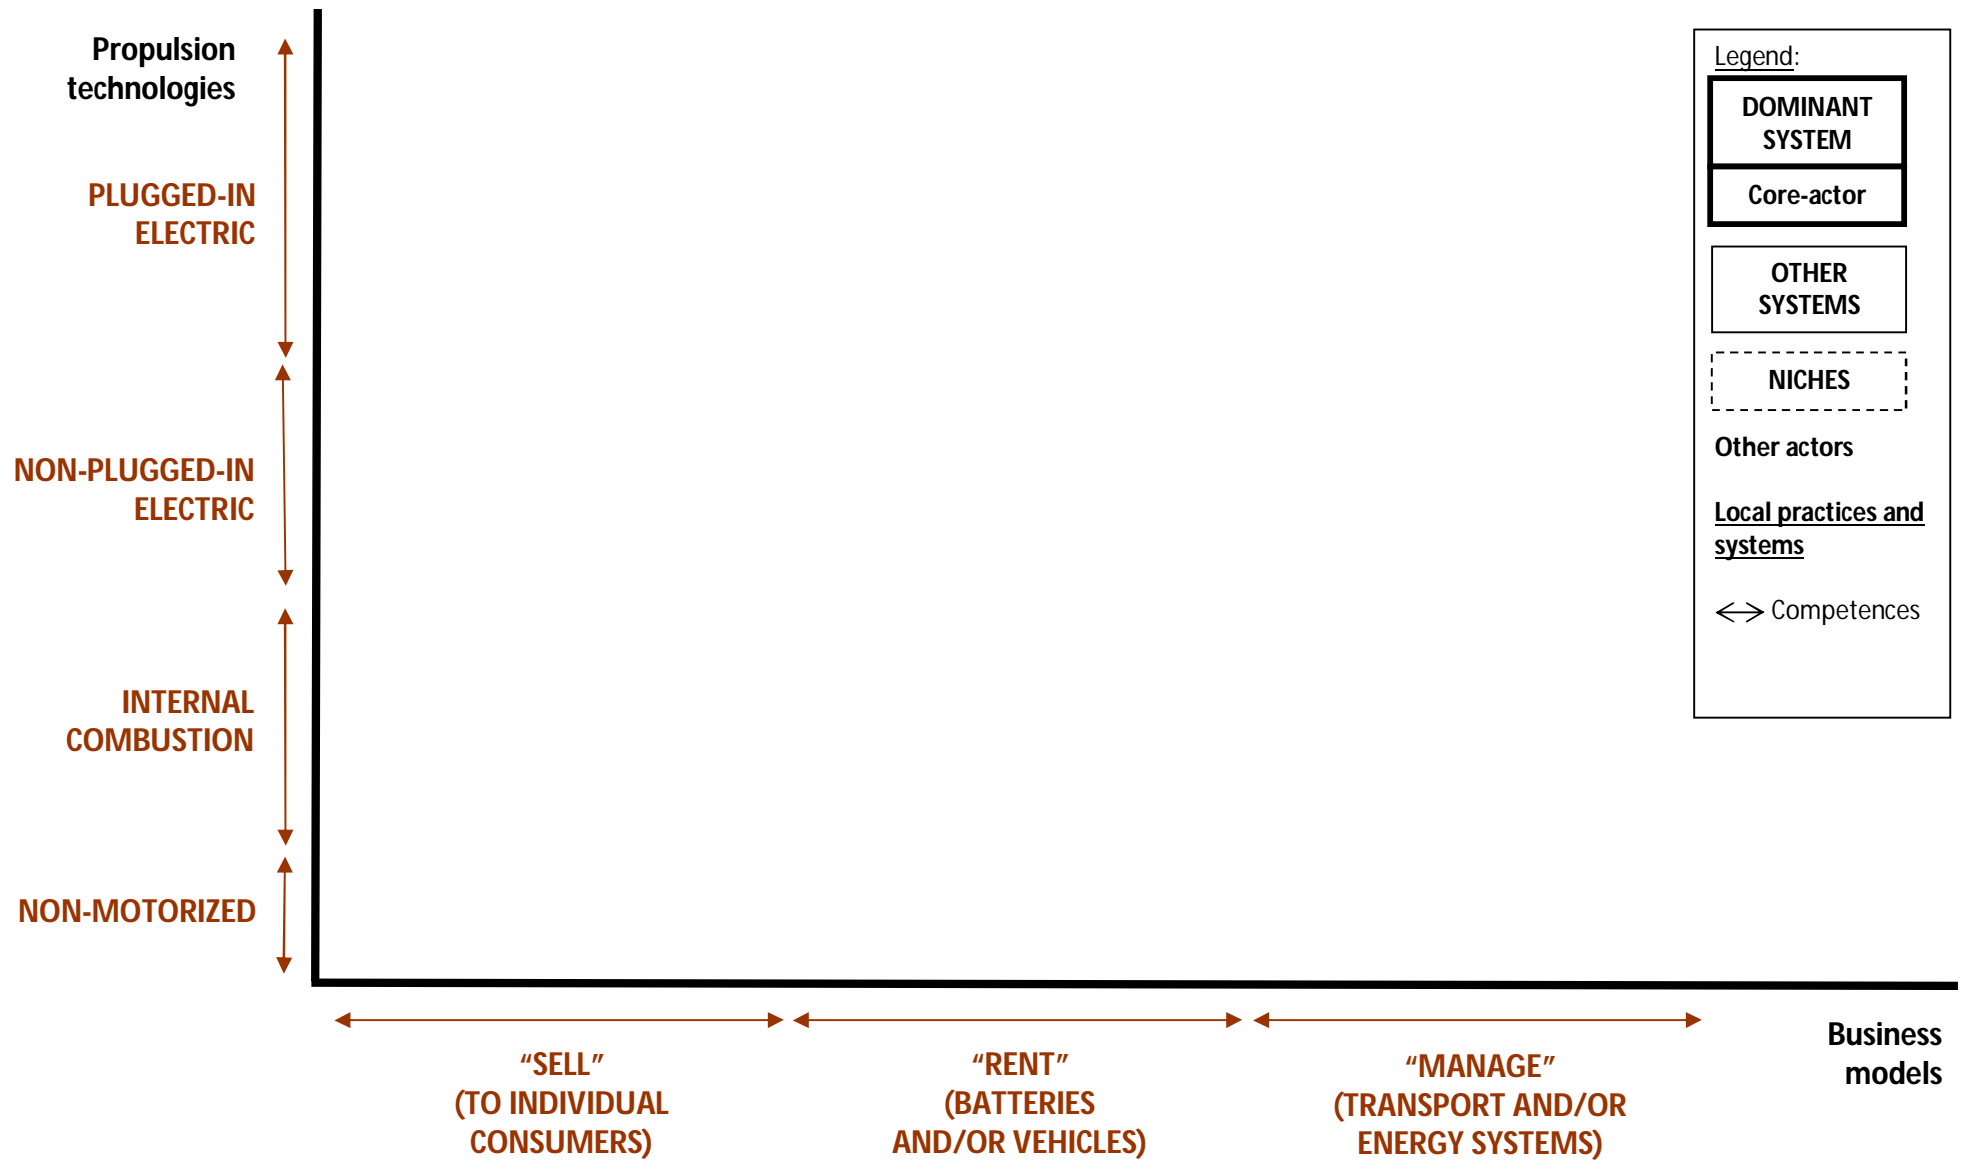 Propulsion
technologies
PLUGGED-IN
ELECTRIC
NON-PLUGGED-IN
ELECTRIC
INTERNAL
COMBUSTION
NON-MOTORIZED
“SELL”
(TO INDIVIDUAL
CONSUMERS)
“RENT”
(BATTERIES
AND/OR VEHICLES)
“MANAGE”
(TRANSPORT AND/OR
ENERGY SYSTEMS)
Business
models
Legend:
DOMINANT
SYSTEM
Core-actor
OTHER
SYSTEMS
NICHES
Other actors
Local practices and
systems
Competences